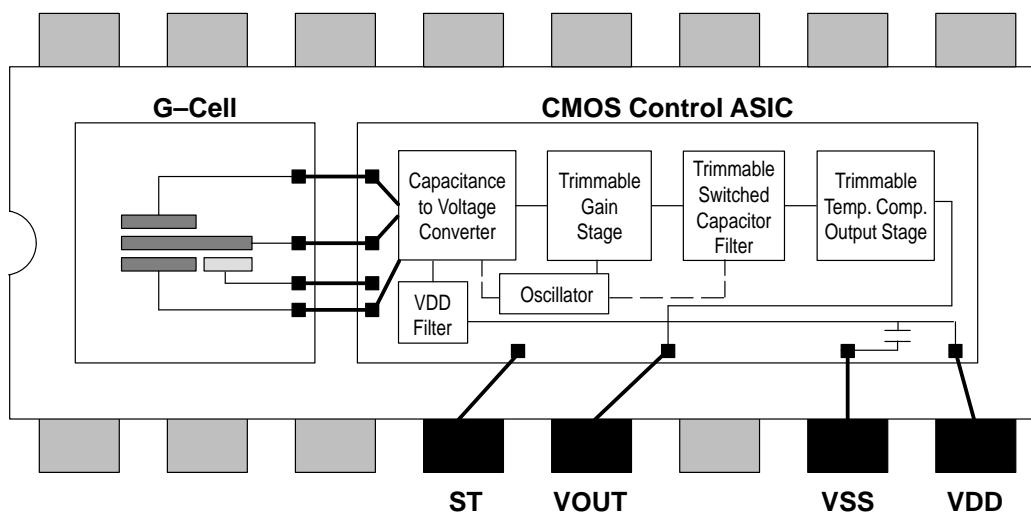 G–Cell
CMOS Control ASIC
Capacitance
to Voltage
Converter
Trimmable
Gain
Stage
Trimmable
Switched
Capacitor
Filter
Trimmable
Temp. Comp.
Output Stage
VDD
Filter
Oscillator
ST
VOUT
VSS
VDD